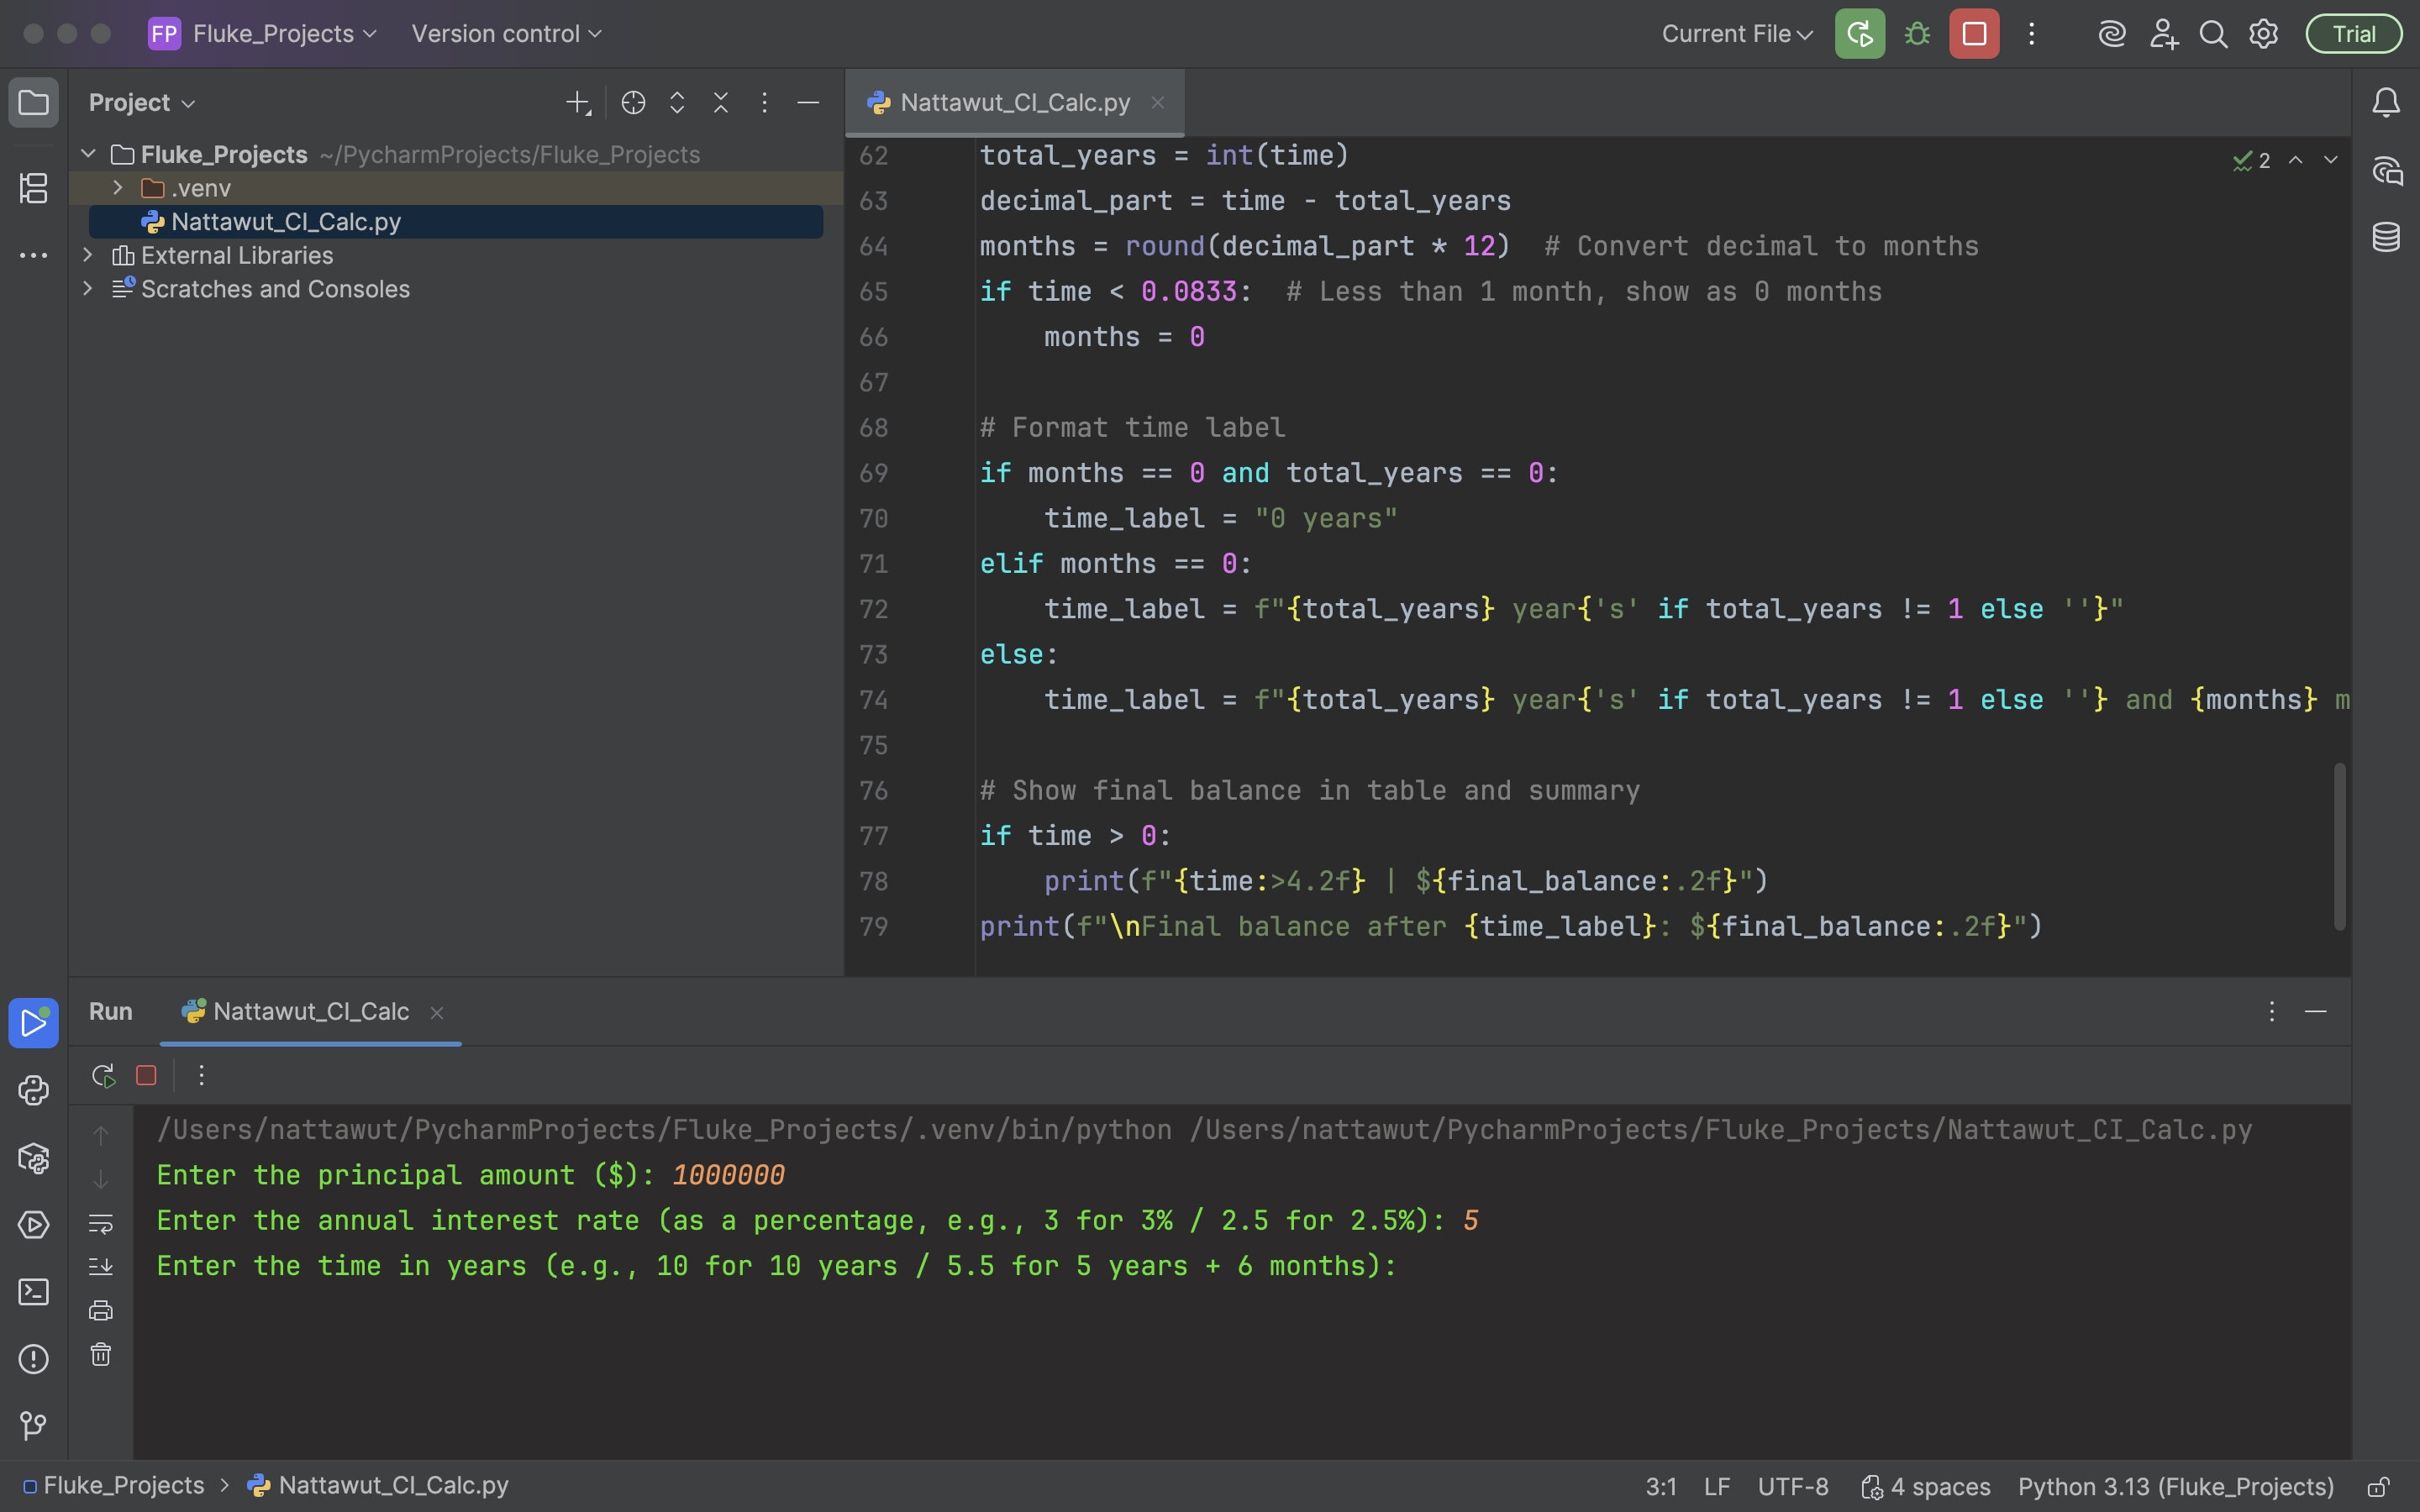 FP Fluke_Projects Version control Current File Trial
Project
Nattawut_CI_Calc.py
Fluke_Projects ~/PycharmProjects/Fluke_Projects
.venv
Nattawut_CI_Calc.py
External Libraries
Scratches and Consoles
2
62 total_years = int(time)
63 decimal_part = time - total_years
64 months = round(decimal_part * 12)  # Convert decimal to months
65 if time < 0.0833:  # Less than 1 month, show as 0 months
66     months = 0
67
68 # Format time label
69 if months == 0 and total_years == 0:
70     time_label = "0 years"
71 elif months == 0:
72     time_label = f"{total_years} year{'s' if total_years != 1 else ''}"
73 else:
74     time_label = f"{total_years} year{'s' if total_years != 1 else ''} and {months} m
75
76 # Show final balance in table and summary
77 if time > 0:
78     print(f"{time:>4.2f} | ${final_balance:.2f}")
79 print(f"\nFinal balance after {time_label}: ${final_balance:.2f}")
Run Nattawut_CI_Calc
/Users/nattawut/PycharmProjects/Fluke_Projects/.venv/bin/python /Users/nattawut/PycharmProjects/Fluke_Projects/Nattawut_CI_Calc.py
Enter the principal amount ($): 1000000
Enter the annual interest rate (as a percentage, e.g., 3 for 3% / 2.5 for 2.5%): 5
Enter the time in years (e.g., 10 for 10 years / 5.5 for 5 years + 6 months):
Fluke_Projects > Nattawut_CI_Calc.py 3:1 LF UTF-8 4 spaces Python 3.13 (Fluke_Projects)